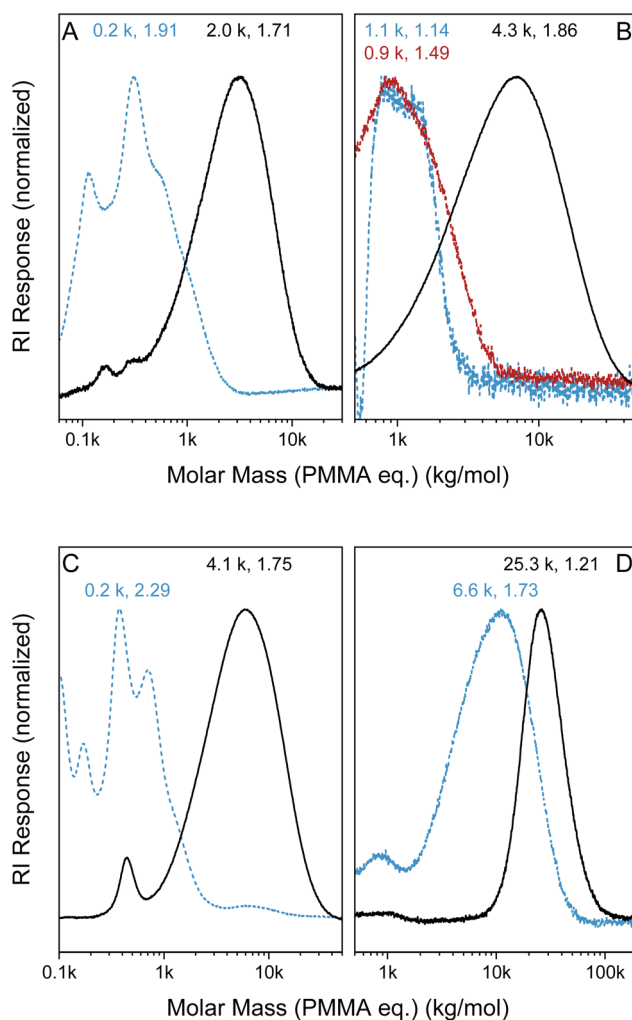 A
0.2 k, 1.91
2.0 k, 1.71
1.1 k, 1.14
4.3 k, 1.86
B
0.9 k, 1.49
RI Response (normalized)
0.1k
1k
10k
1k
10k
Molar Mass (PMMA eq.) (kg/mol)
C
4.1 k, 1.75
25.3 k, 1.21
D
0.2 k, 2.29
6.6 k, 1.73
RI Response (normalized)
0.1k
1k
10k
1k
10k
100k
Molar Mass (PMMA eq.) (kg/mol)